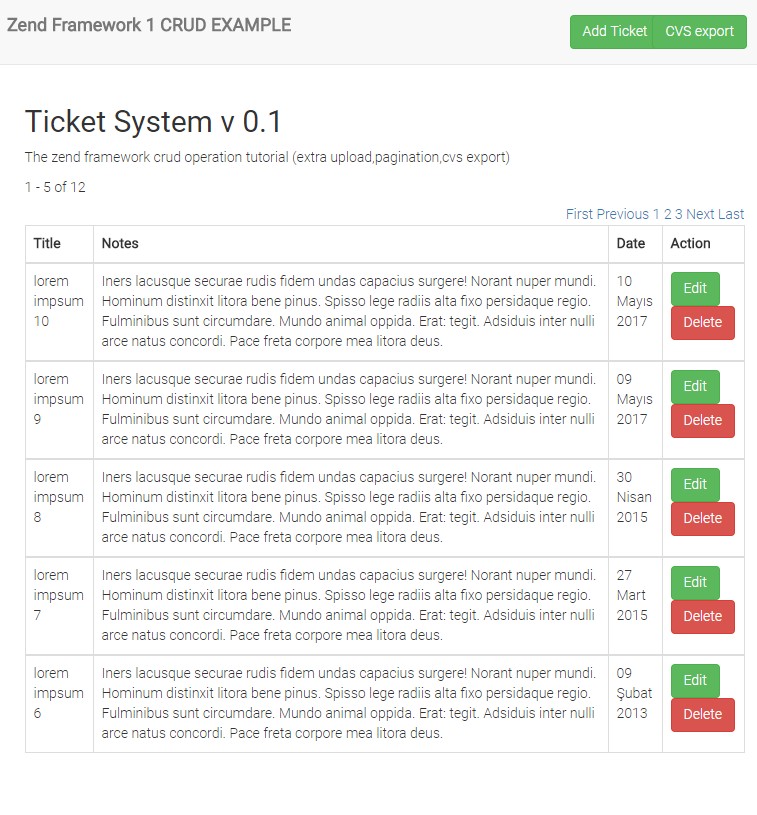 Zend Framework 1 CRUD EXAMPLE
Add Ticket
CVS export
Ticket System v 0.1
The zend framework crud operation tutorial (extra upload,pagination,cvs export)
1 - 5 of 12
First Previous 1 2 3 Next Last
Title Notes Date Action
lorem
impsum
10
Iners lacusque securae rudis fidem undas capacius surgere! Norant nuper mundi.
Hominum distinxit litora bene pinus. Spisso lege radiis alta fixo persidaque regio.
Fulminibus sunt circumdare. Mundo animal oppida. Erat: tegit. Adsiduis inter nulli
arce natus concordi. Pace freta corpore mea litora deus.
10
Mayıs
2017
Edit
Delete
lorem
impsum
9
Iners lacusque securae rudis fidem undas capacius surgere! Norant nuper mundi.
Hominum distinxit litora bene pinus. Spisso lege radiis alta fixo persidaque regio.
Fulminibus sunt circumdare. Mundo animal oppida. Erat: tegit. Adsiduis inter nulli
arce natus concordi. Pace freta corpore mea litora deus.
09
Mayıs
2017
Edit
Delete
lorem
impsum
8
Iners lacusque securae rudis fidem undas capacius surgere! Norant nuper mundi.
Hominum distinxit litora bene pinus. Spisso lege radiis alta fixo persidaque regio.
Fulminibus sunt circumdare. Mundo animal oppida. Erat: tegit. Adsiduis inter nulli
arce natus concordi. Pace freta corpore mea litora deus.
30
Nisan
2015
Edit
Delete
lorem
impsum
7
Iners lacusque securae rudis fidem undas capacius surgere! Norant nuper mundi.
Hominum distinxit litora bene pinus. Spisso lege radiis alta fixo persidaque regio.
Fulminibus sunt circumdare. Mundo animal oppida. Erat: tegit. Adsiduis inter nulli
arce natus concordi. Pace freta corpore mea litora deus.
27
Mart
2015
Edit
Delete
lorem
impsum
6
Iners lacusque securae rudis fidem undas capacius surgere! Norant nuper mundi.
Hominum distinxit litora bene pinus. Spisso lege radiis alta fixo persidaque regio.
Fulminibus sunt circumdare. Mundo animal oppida. Erat: tegit. Adsiduis inter nulli
arce natus concordi. Pace freta corpore mea litora deus.
09
Şubat
2013
Edit
Delete